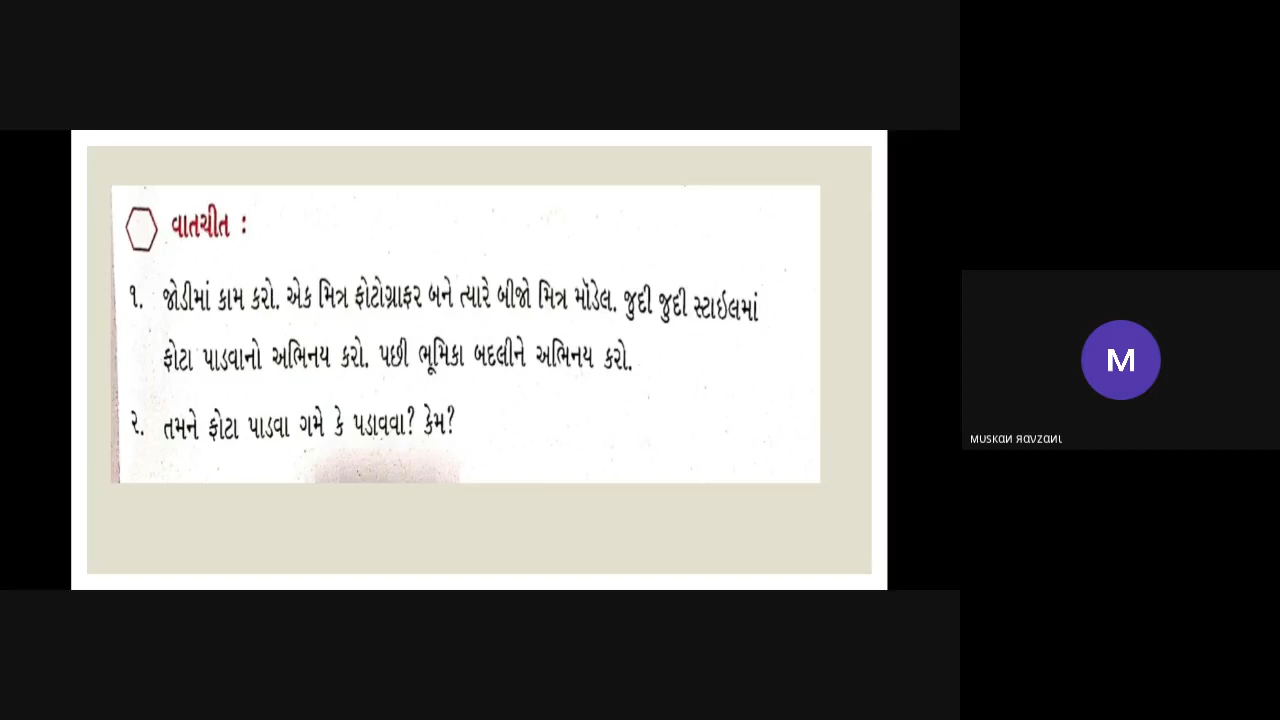 વાતચીત :
૧. જોડીમાં કામ કરો. એક મિત્ર ફોટોગ્રાફર બને ત્યારે બીજો મિત્ર મૉડેલ. જુદી જુદી સ્ટાઈલમાં
ફોટા પાડવાનો અભિનય કરો. પછી ભૂમિકા બદલીને અભિનય કરો.
૨. તમને ફોટા પાડવા ગમે કે પડાવવા? કેમ?
M
MUSKAN ЯAVZANI